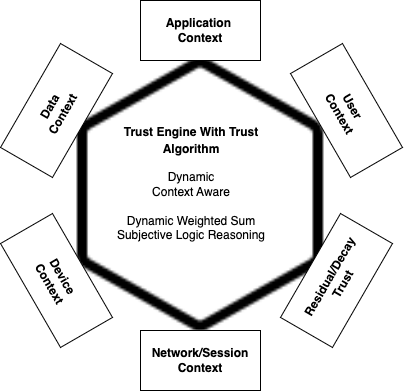 Application
Context
Data
Context
User
Context
Trust Engine With Trust
Algorithm
Dynamic
Context Aware
Dynamic Weighted Sum
Subjective Logic Reasoning
Device
Context
Residual/Decay
Trust
Network/Session
Context